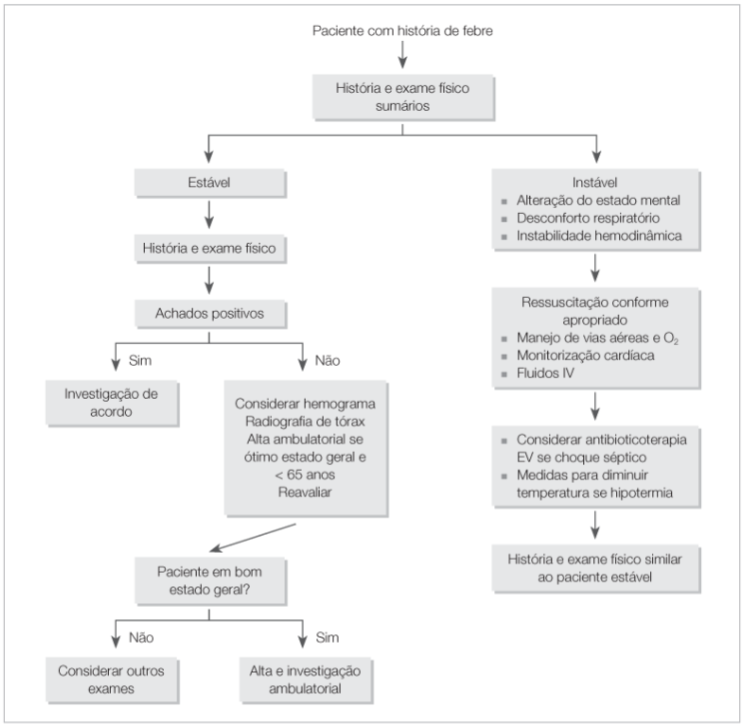 Paciente com história de febre
História e exame físico
sumários
Estável
História e exame físico
Achados positivos
Sim
Não
Investigação de
acordo
Considerar hemograma
Radiografia de tórax
Alta ambulatorial se
ótimo estado geral e
< 65 anos
Reavaliar
Paciente em bom
estado geral?
Não
Sim
Considerar outros
exames
Alta e investigação
ambulatorial
Instável
▪ Alteração do estado mental
▪ Desconforto respiratório
▪ Instabilidade hemodinâmica
Ressuscitação conforme
apropriado
▪ Manejo de vias aéreas e O₂
▪ Monitorização cardíaca
▪ Fluidos IV
▪ Considerar antibioticoterapia
EV se choque séptico
▪ Medidas para diminuir
temperatura se hipotermia
História e exame físico similar
ao paciente estável